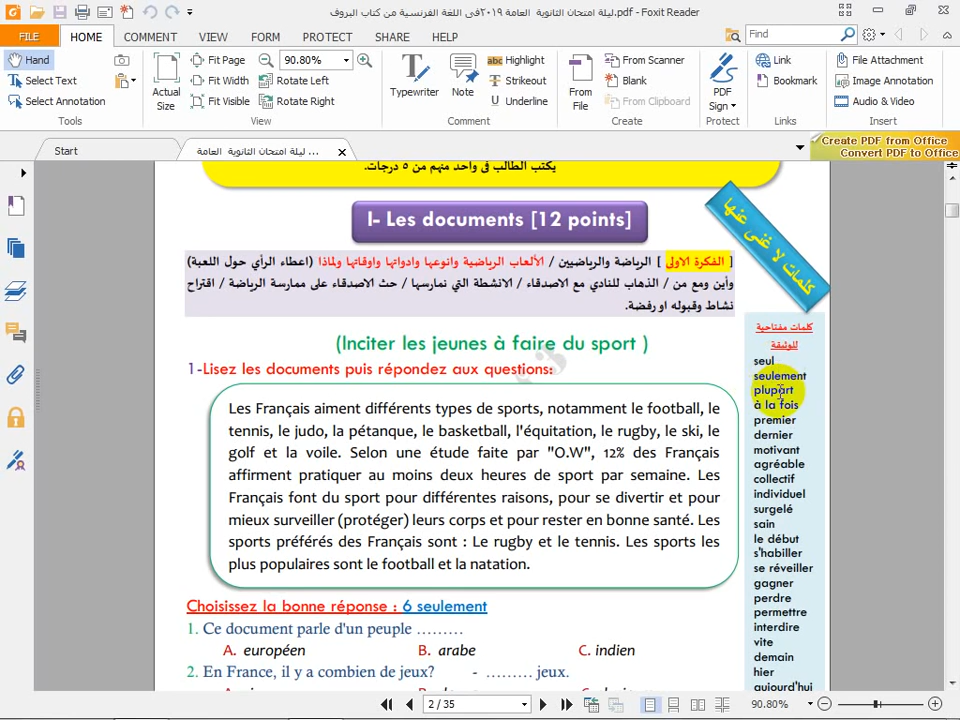 ليلة امتحان الثانوية العامة ٢٠١٩فى اللغة الفرنسية من كتاب البروف.pdf - Foxit Reader
FILE HOME COMMENT VIEW FORM PROTECT SHARE HELP Find
Hand
Select Text
Select Annotation
Tools
Actual Size
Fit Page
Fit Width
Fit Visible
90.80%
Rotate Left
Rotate Right
View
Typewriter
Note
Highlight
Strikeout
Underline
Comment
From File
From Scanner
Blank
From Clipboard
Create
PDF Sign
Protect
Link
Bookmark
Links
File Attachment
Image Annotation
Audio & Video
Insert
Start
ليلة امتحان الثانوية العامة ...
Create PDF from Office
Convert PDF to Office
يكتب الطالب فى واحد منهم من ٥ درجات.
I- Les documents [12 points]
كلمات لا غنى عنها
[ الفكرة الاولى ] الرياضة والرياضيين / الألعاب الرياضية وانوعها وادواتها واوقاتها ولماذا (اعطاء الرأي حول اللعبة)
وأين ومع من / الذهاب للنادي مع الاصدقاء / الانشطة التي نمارسها / حث الاصدقاء على ممارسة الرياضة / اقتراح
نشاط وقبوله او رفضة.
(Inciter les jeunes à faire du sport )
1-Lisez les documents puis répondez aux questions:
Les Français aiment différents types de sports, notamment le football, le
tennis, le judo, la pétanque, le basketball, l'équitation, le rugby, le ski, le
golf et la voile. Selon une étude faite par "O.W", 12% des Français
affirment pratiquer au moins deux heures de sport par semaine. Les
Français font du sport pour différentes raisons, pour se divertir et pour
mieux surveiller (protéger) leurs corps et pour rester en bonne santé. Les
sports préférés des Français sont : Le rugby et le tennis. Les sports les
plus populaires sont le football et la natation.
Choisissez la bonne réponse : 6 seulement
1. Ce document parle d'un peuple ………
A. européen B. arabe C. indien
2. En France, il y a combien de jeux? - ……… jeux.
كلمات مفتاحية
للوثيقة
seul
seulement
plupart
à la fois
premier
dernier
motivant
agréable
collectif
individuel
surgelé
sain
le début
s'habiller
se réveiller
gagner
perdre
permettre
interdire
vite
demain
hier
aujourd'hui
2 / 35
90.80%